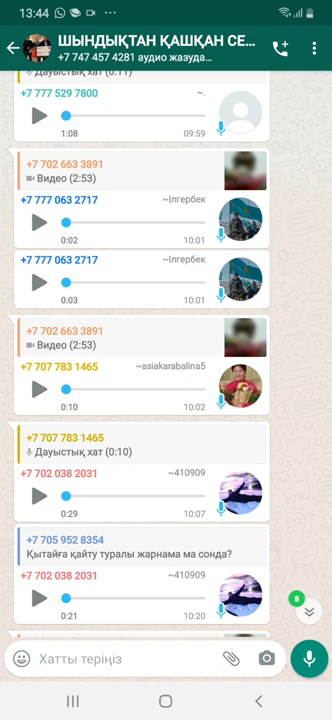 13:44
ШЫНДЫҚТАН ҚАШҚАН СЕ...
+7 747 457 4281 аудио жазуда...
Дауыстық хат (0:11)
+7 777 529 7800 ~.
1:08 09:59
+7 702 663 3891
Видео (2:53)
+7 777 063 2717 ~Ілгербек
0:02 10:01
+7 777 063 2717 ~Ілгербек
0:03 10:01
+7 702 663 3891
Видео (2:53)
+7 707 783 1465 ~asiakarabalina5
0:10 10:02
+7 707 783 1465
Дауыстық хат (0:10)
+7 702 038 2031 ~410909
0:29 10:07
+7 705 952 8354
Қытайға қайту туралы жарнама ма сонда?
+7 702 038 2031 ~410909
0:21 10:20
8
Хатты теріңіз